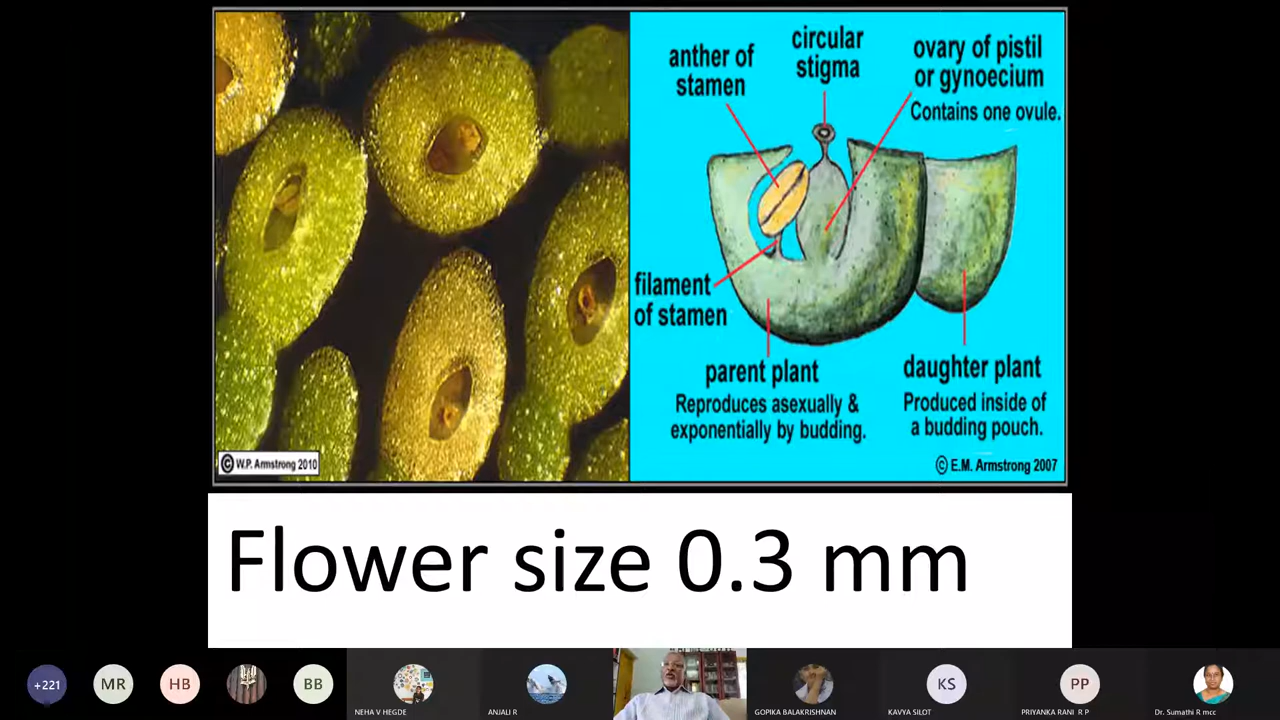 anther of
stamen
circular
stigma
ovary of pistil
or gynoecium
Contains one ovule.
filament
of stamen
parent plant
Reproduces asexually &
exponentially by budding.
daughter plant
Produced inside of
a budding pouch.
© W.P. Armstrong 2010
© E.M. Armstrong 2007
Flower size 0.3 mm
+221
MR
HB
BB
NEHA V HEGDE
ANJALI R
GOPIKA BALAKRISHNAN
KS
KAVYA SILOT
PP
PRIYANKA RANI R P
Dr. Sumathi R mcc